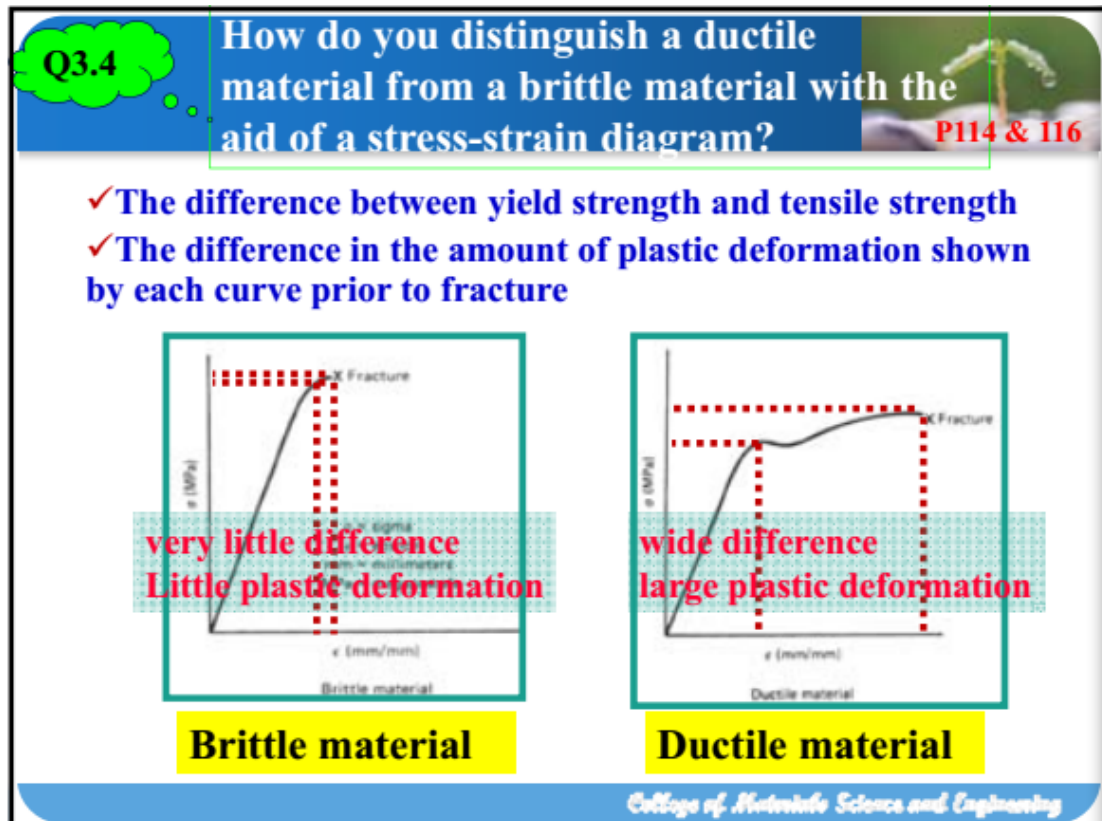 Q3.4
How do you distinguish a ductile
material from a brittle material with the
aid of a stress-strain diagram?
P114 & 116
✓The difference between yield strength and tensile strength
✓The difference in the amount of plastic deformation shown
by each curve prior to fracture
X Fracture
σ (MPa)
= sigma
mm = millimeters
very little difference
Little plastic deformation
ϵ (mm/mm)
Brittle material
Brittle material
X Fracture
σ (MPa)
wide difference
large plastic deformation
ϵ (mm/mm)
Ductile material
Ductile material
College of Materials Science and Engineering